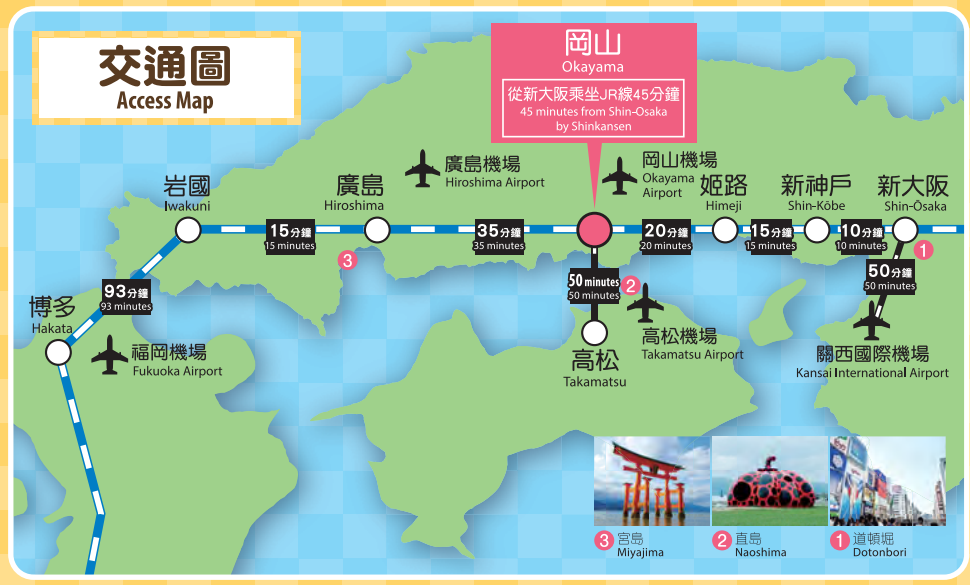 交通圖
Access Map
岡山
Okayama
從新大阪乘坐JR線45分鐘
45 minutes from Shin-Osaka
by Shinkansen
廣島機場
Hiroshima Airport
岡山機場
Okayama
Airport
岩國
Iwakuni
廣島
Hiroshima
姬路
Himeji
新神戶
Shin-Kōbe
新大阪
Shin-Ōsaka
15分鐘
15 minutes
35分鐘
35 minutes
20分鐘
20 minutes
15分鐘
15 minutes
10分鐘
10 minutes
1
3
50 minutes
50 minutes
2
50分鐘
50 minutes
93分鐘
93 minutes
博多
Hakata
福岡機場
Fukuoka Airport
高松
Takamatsu
高松機場
Takamatsu Airport
關西國際機場
Kansai International Airport
3 宮島
Miyajima
2 直島
Naoshima
1 道頓堀
Dotonbori